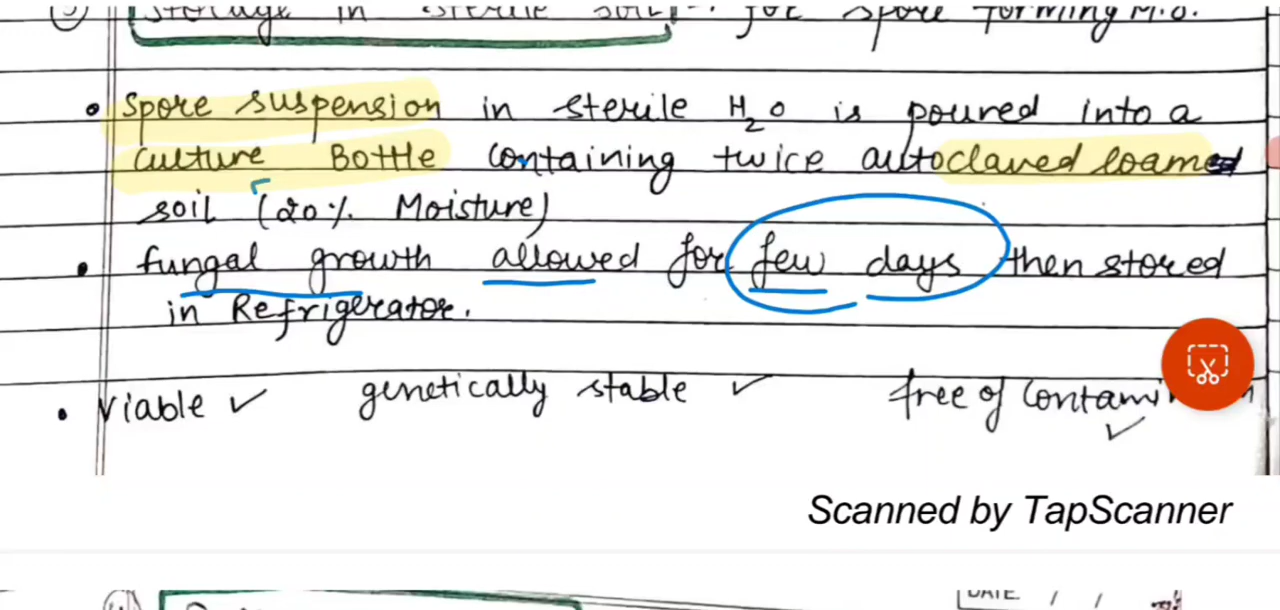 storage in sterile soil : for spore forming M.O.
• Spore suspension in sterile H₂O is poured into a
culture Bottle containing twice autoclaved loam
soil (20% Moisture)
• fungal growth allowed for few days then stored
in Refrigerator.
• Viable ✓ genetically stable ✓ free of
✓
Scanned by TapScanner
DATE / /